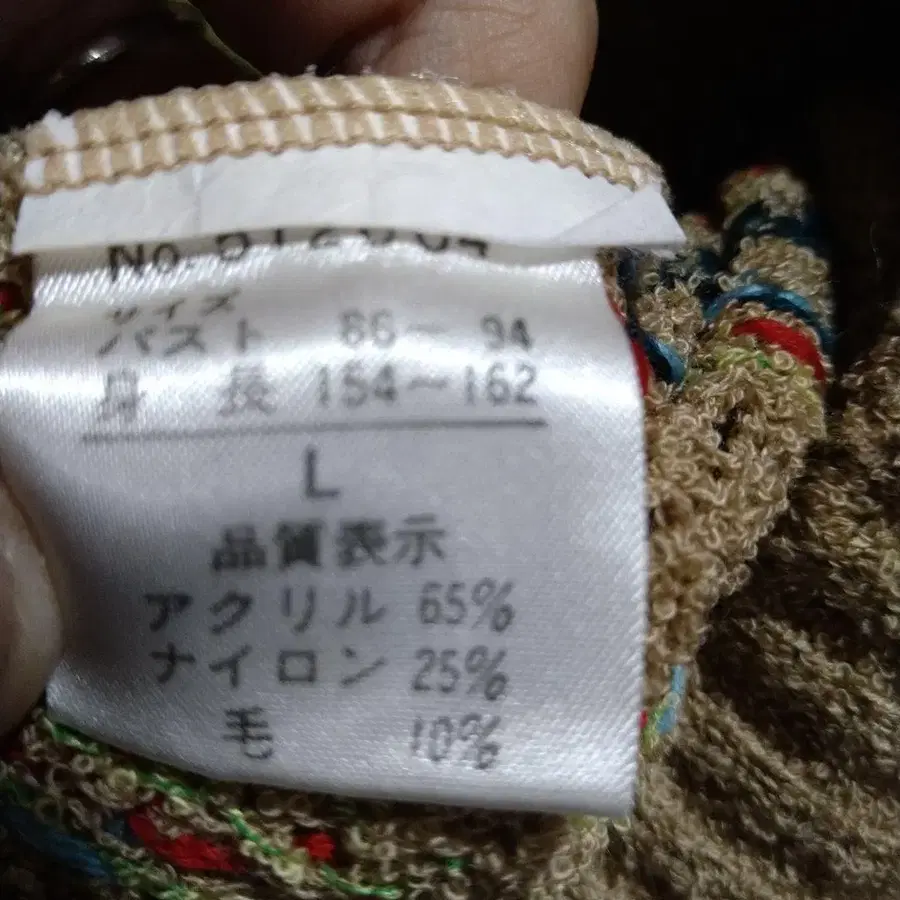 No.
サイズ
バスト 86～94
身長 154～162
L
品質表示
アクリル 65%
ナイロン 25%
毛 10%